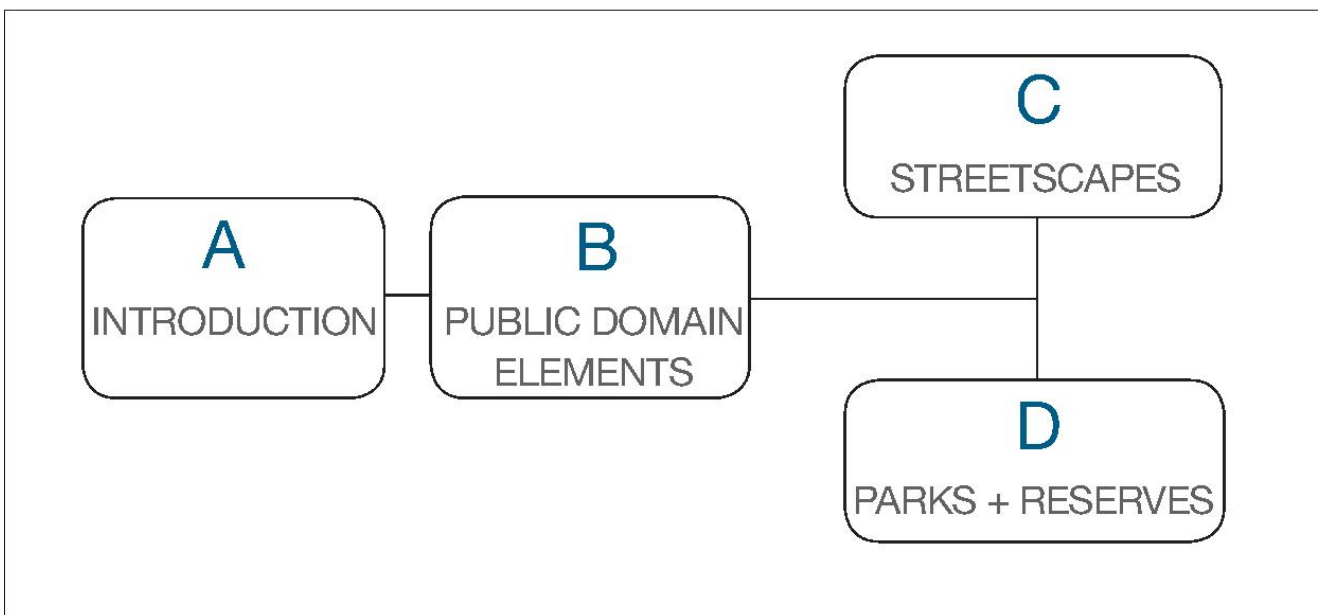 A
INTRODUCTION
B
PUBLIC DOMAIN
ELEMENTS
C
STREETSCAPES
D
PARKS + RESERVES